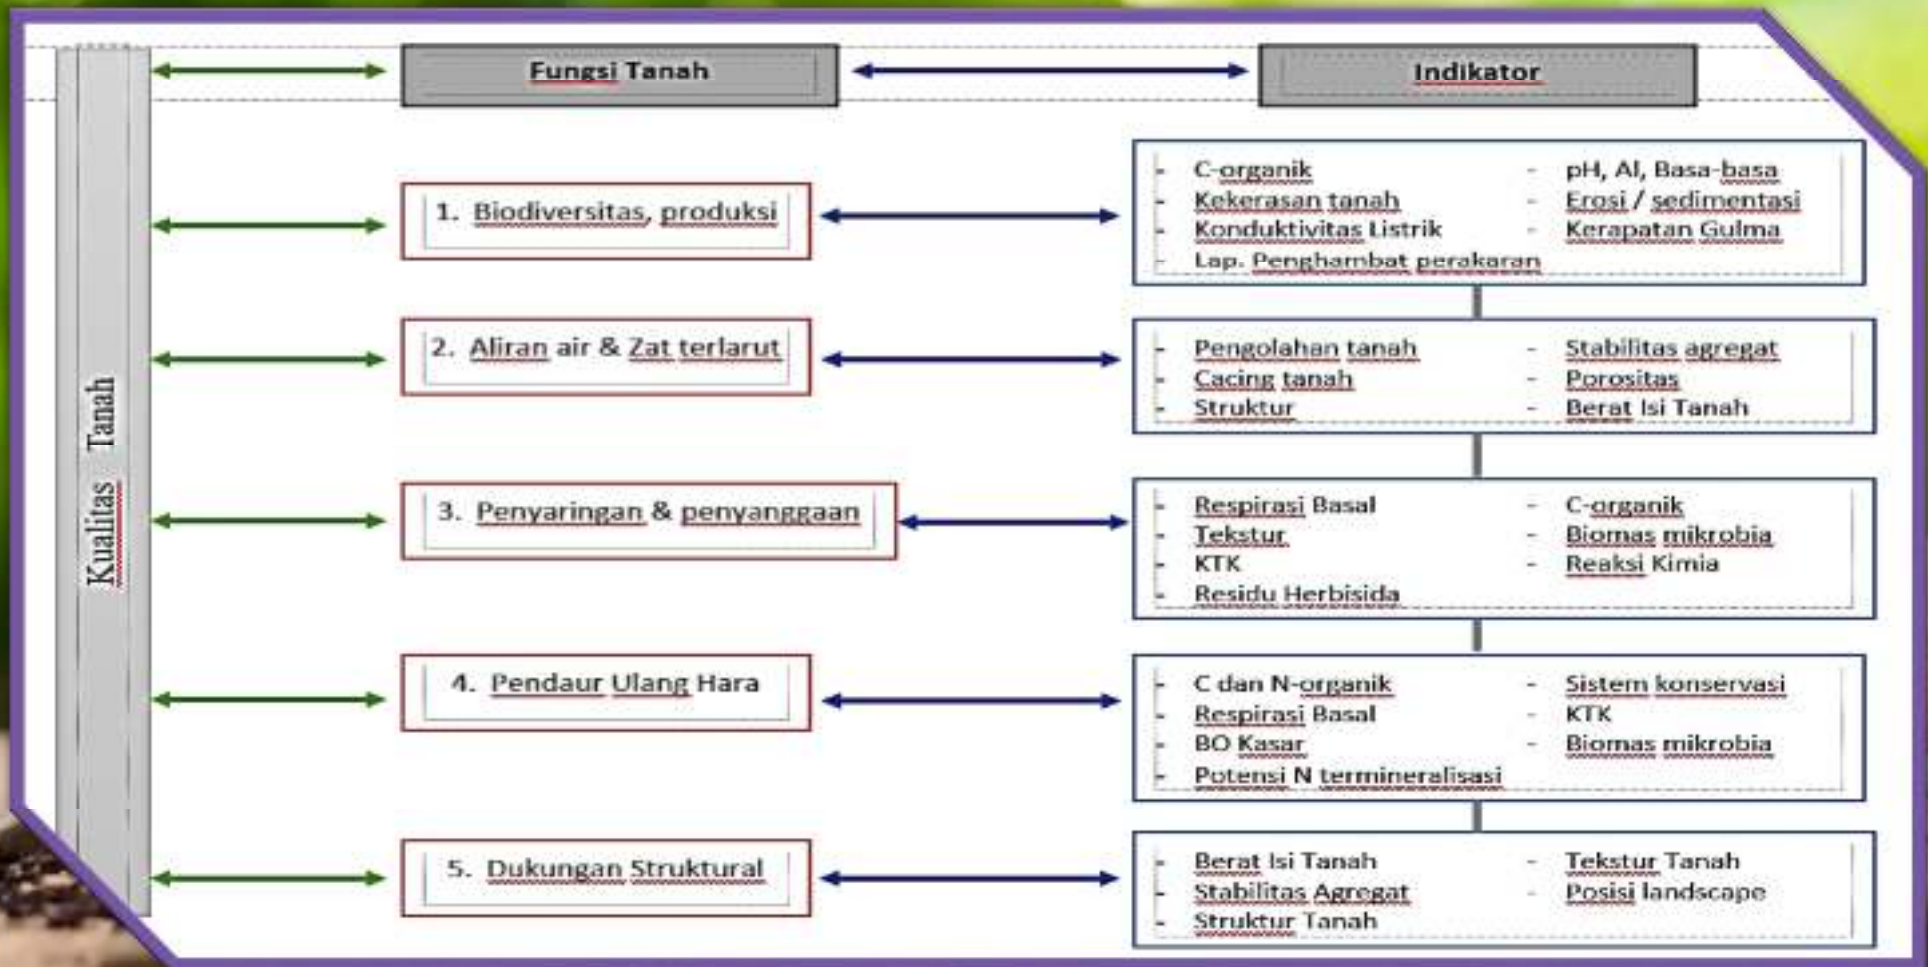 Kualitas Tanah
Fungsi Tanah
Indikator
1. Biodiversitas, produksi
- C-organik
- Kekerasan tanah
- Konduktivitas Listrik
- Lap. Penghambat perakaran
- pH, Al, Basa-basa
- Erosi / sedimentasi
- Kerapatan Gulma
2. Aliran air & Zat terlarut
- Pengolahan tanah
- Cacing tanah
- Struktur
- Stabilitas agregat
- Porositas
- Berat Isi Tanah
3. Penyaringan & penyanggaan
- Respirasi Basal
- Tekstur
- KTK
- Residu Herbisida
- C-organik
- Biomas mikrobia
- Reaksi Kimia
4. Pendaur Ulang Hara
- C dan N-organik
- Respirasi Basal
- BO Kasar
- Potensi N termineralisasi
- Sistem konservasi
- KTK
- Biomas mikrobia
5. Dukungan Struktural
- Berat Isi Tanah
- Stabilitas Agregat
- Struktur Tanah
- Tekstur Tanah
- Posisi landscape